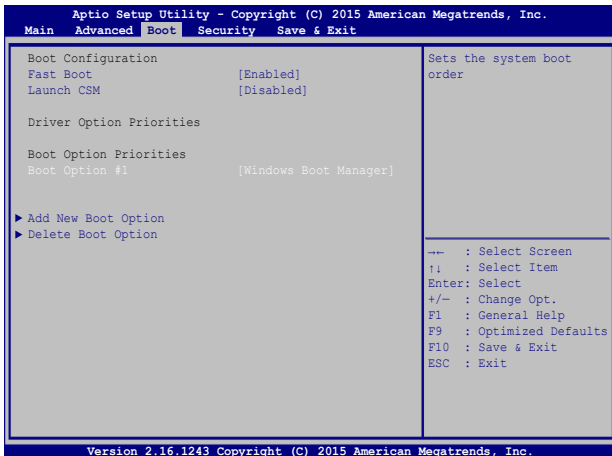 Aptio Setup Utility - Copyright (C) 2015 American Megatrends, Inc.
Main Advanced Boot Security Save & Exit
Boot Configuration
Fast Boot [Enabled]
Launch CSM [Disabled]
Driver Option Priorities
Boot Option Priorities
Boot Option #1 [Windows Boot Manager]
▶ Add New Boot Option
▶ Delete Boot Option
Sets the system boot
order
→← : Select Screen
↑↓ : Select Item
Enter: Select
+/— : Change Opt.
F1 : General Help
F9 : Optimized Defaults
F10 : Save & Exit
ESC : Exit
Version 2.16.1243 Copyright (C) 2015 American Megatrends, Inc.